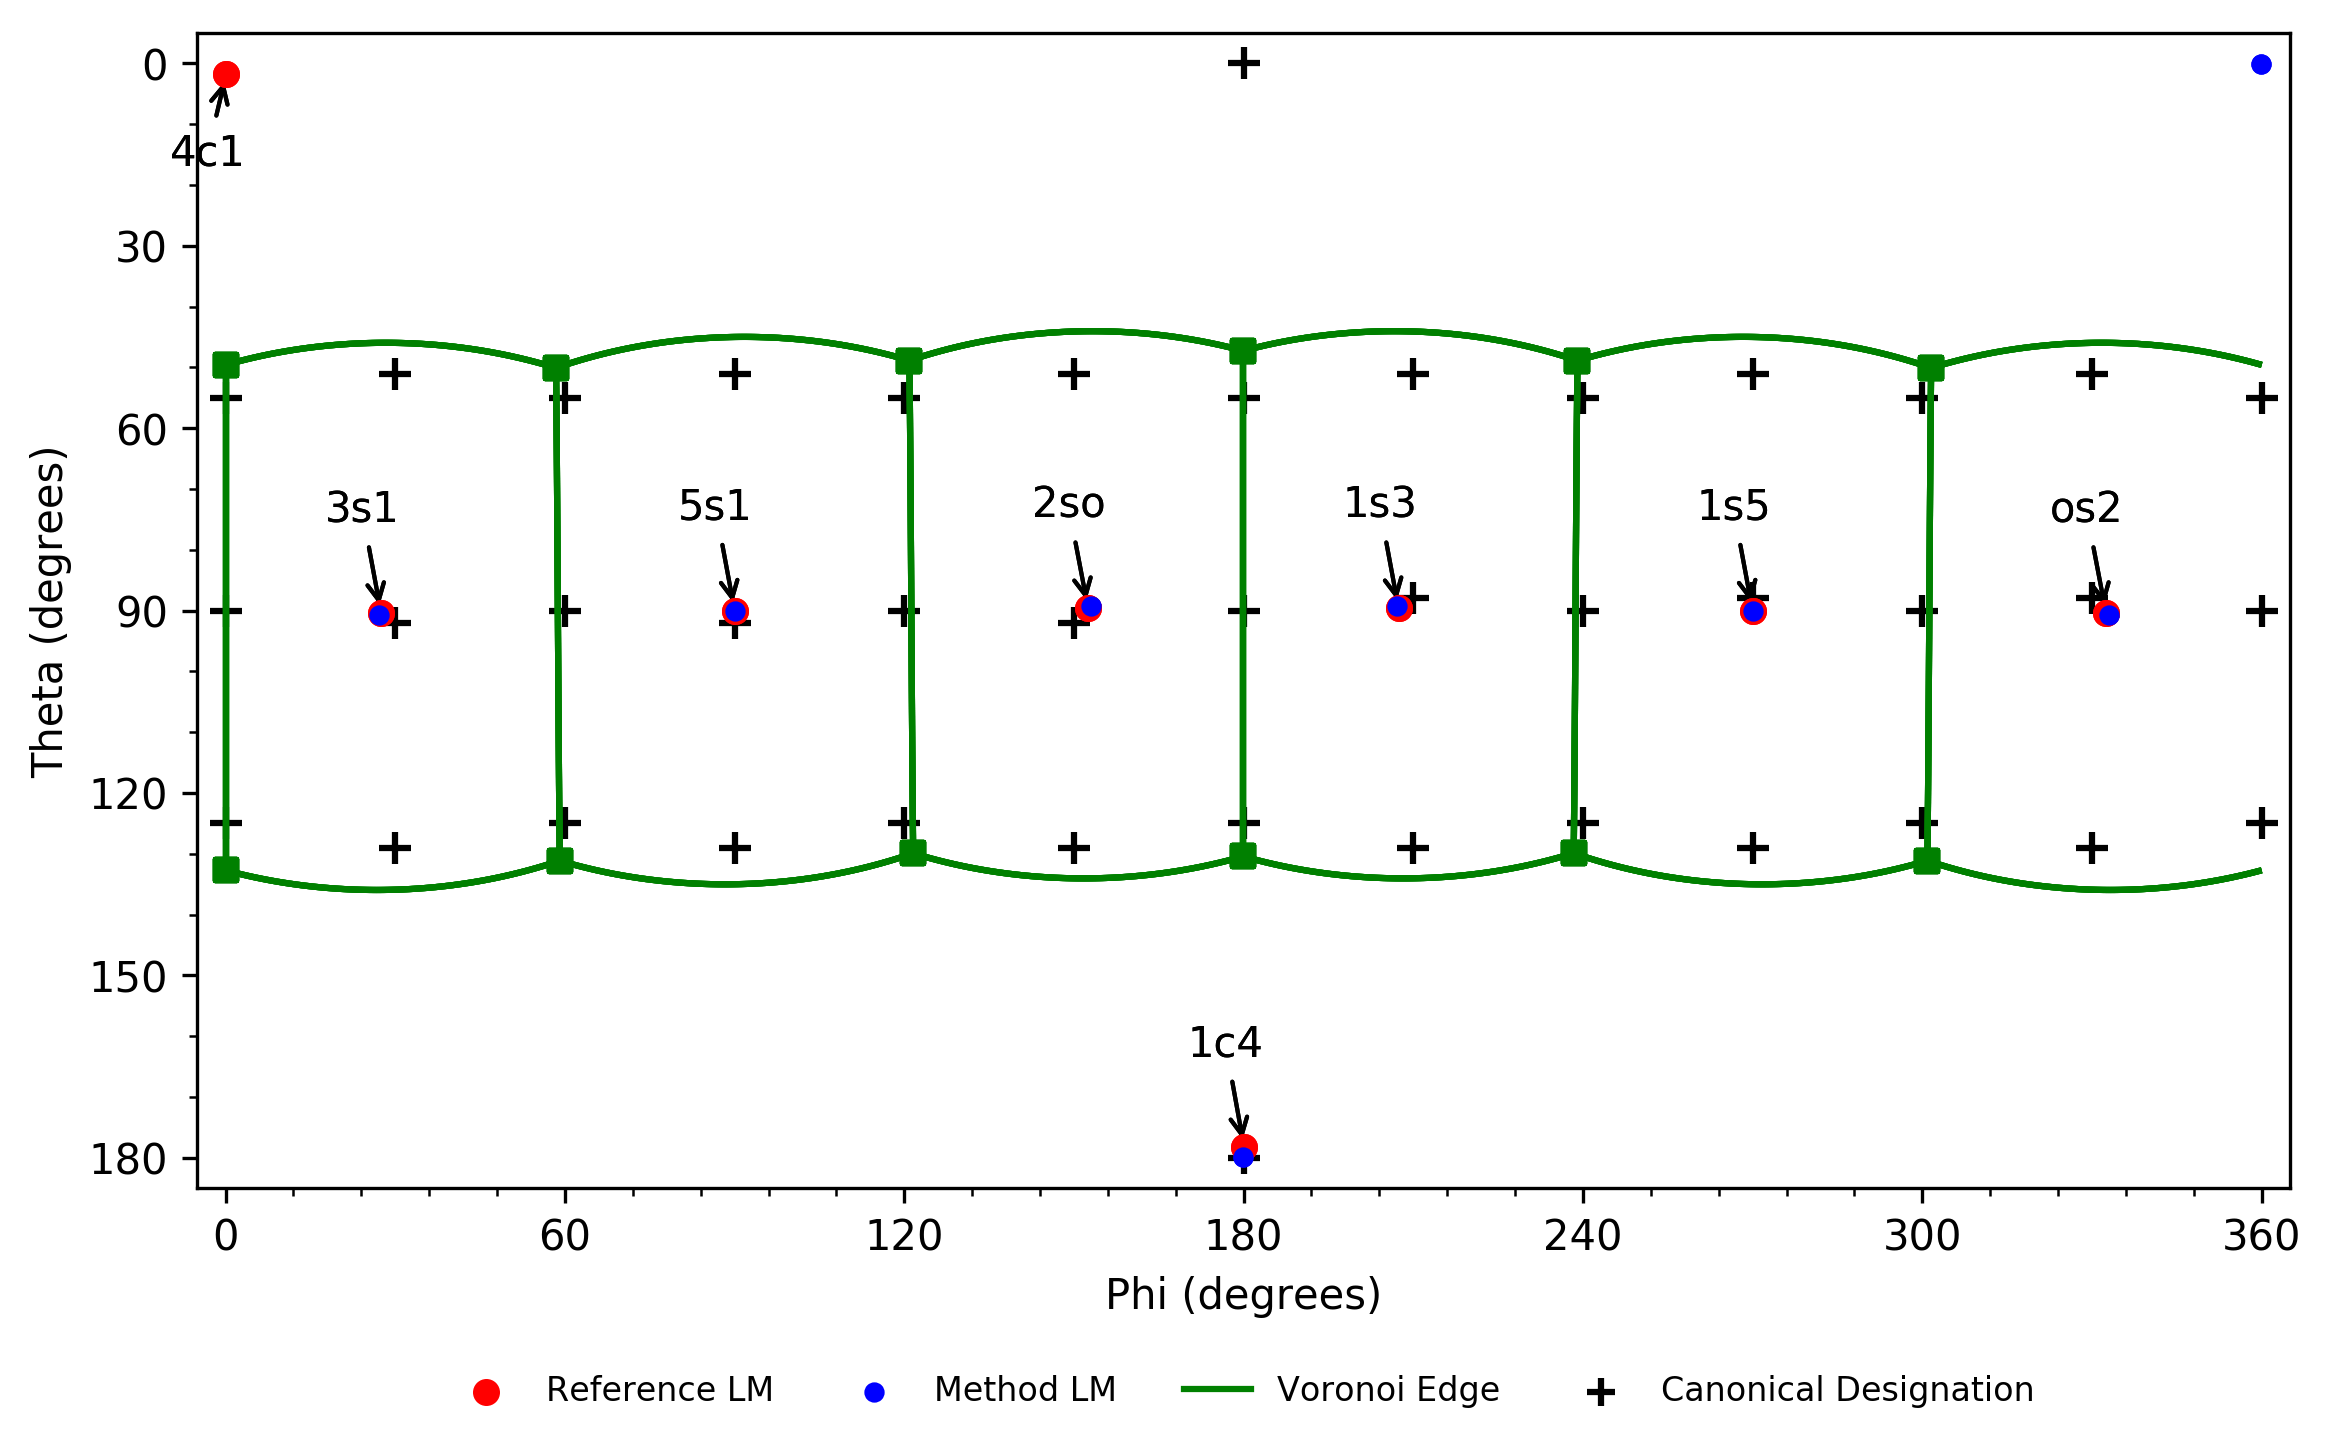 0
4c1
30
60
3s1
5s1
2so
1s3
1s5
os2
90
120
150
1c4
180
0 60 120 180 240 300 360
Theta (degrees)
Phi (degrees)
Reference LM Method LM Voronoi Edge Canonical Designation